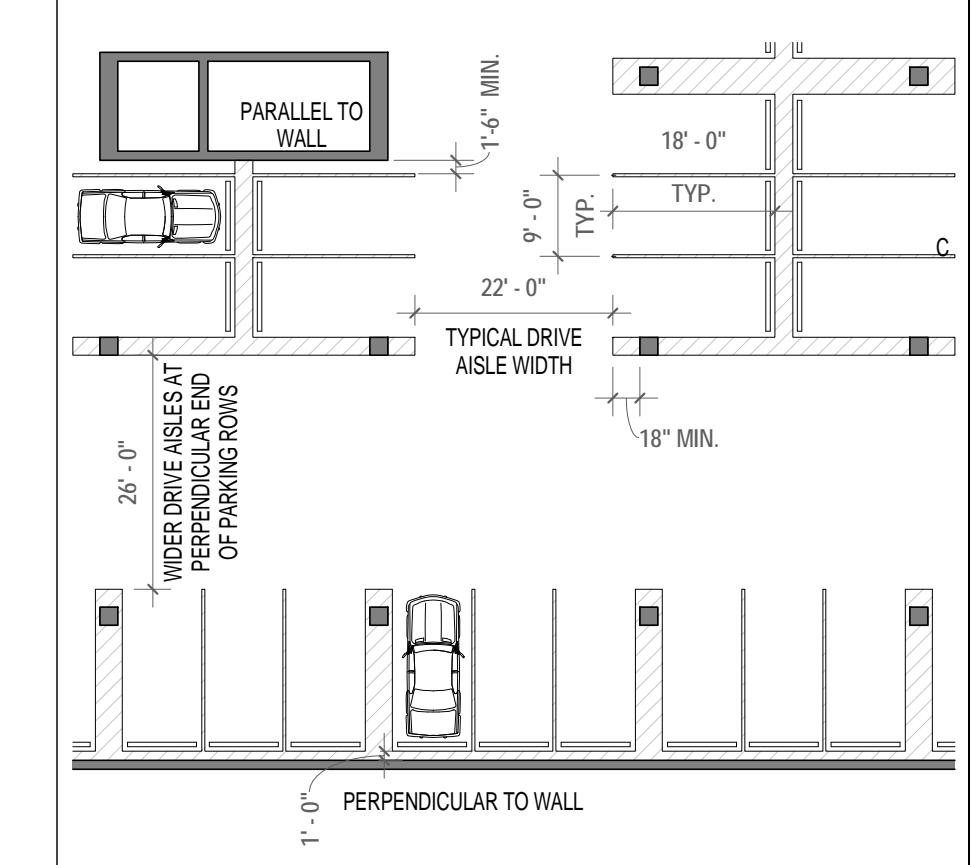 PARALLEL TO
WALL
1'-6" MIN.
18' - 0"
TYP.
9' - 0"
TYP.
C
22' - 0"
TYPICAL DRIVE
AISLE WIDTH
18" MIN.
26' - 0"
WIDER DRIVE AISLES AT
PERPENDICULAR END
OF PARKING ROWS
1' - 0"
PERPENDICULAR TO WALL